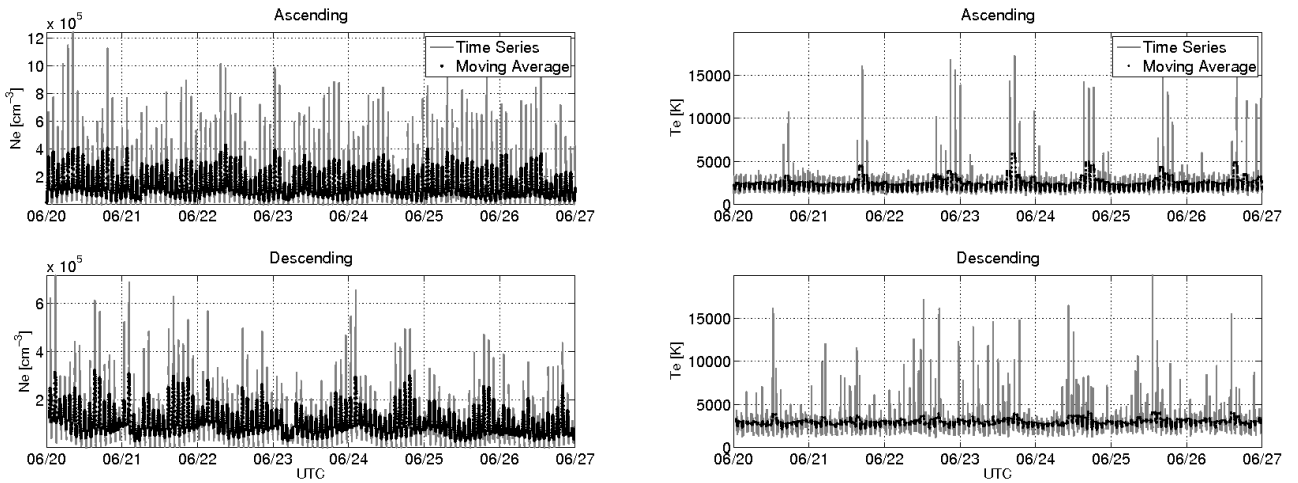 Ascending
x 10⁵
12
10
8
6
4
2
Ne [cm⁻³]
Time Series
Moving Average
06/20 06/21 06/22 06/23 06/24 06/25 06/26 06/27
Ascending
15000
10000
5000
0
Te [K]
Time Series
Moving Average
06/20 06/21 06/22 06/23 06/24 06/25 06/26 06/27
Descending
x 10⁵
6
4
2
Ne [cm⁻³]
06/20 06/21 06/22 06/23 06/24 06/25 06/26 06/27
UTC
Descending
15000
10000
5000
0
Te [K]
06/20 06/21 06/22 06/23 06/24 06/25 06/26 06/27
UTC